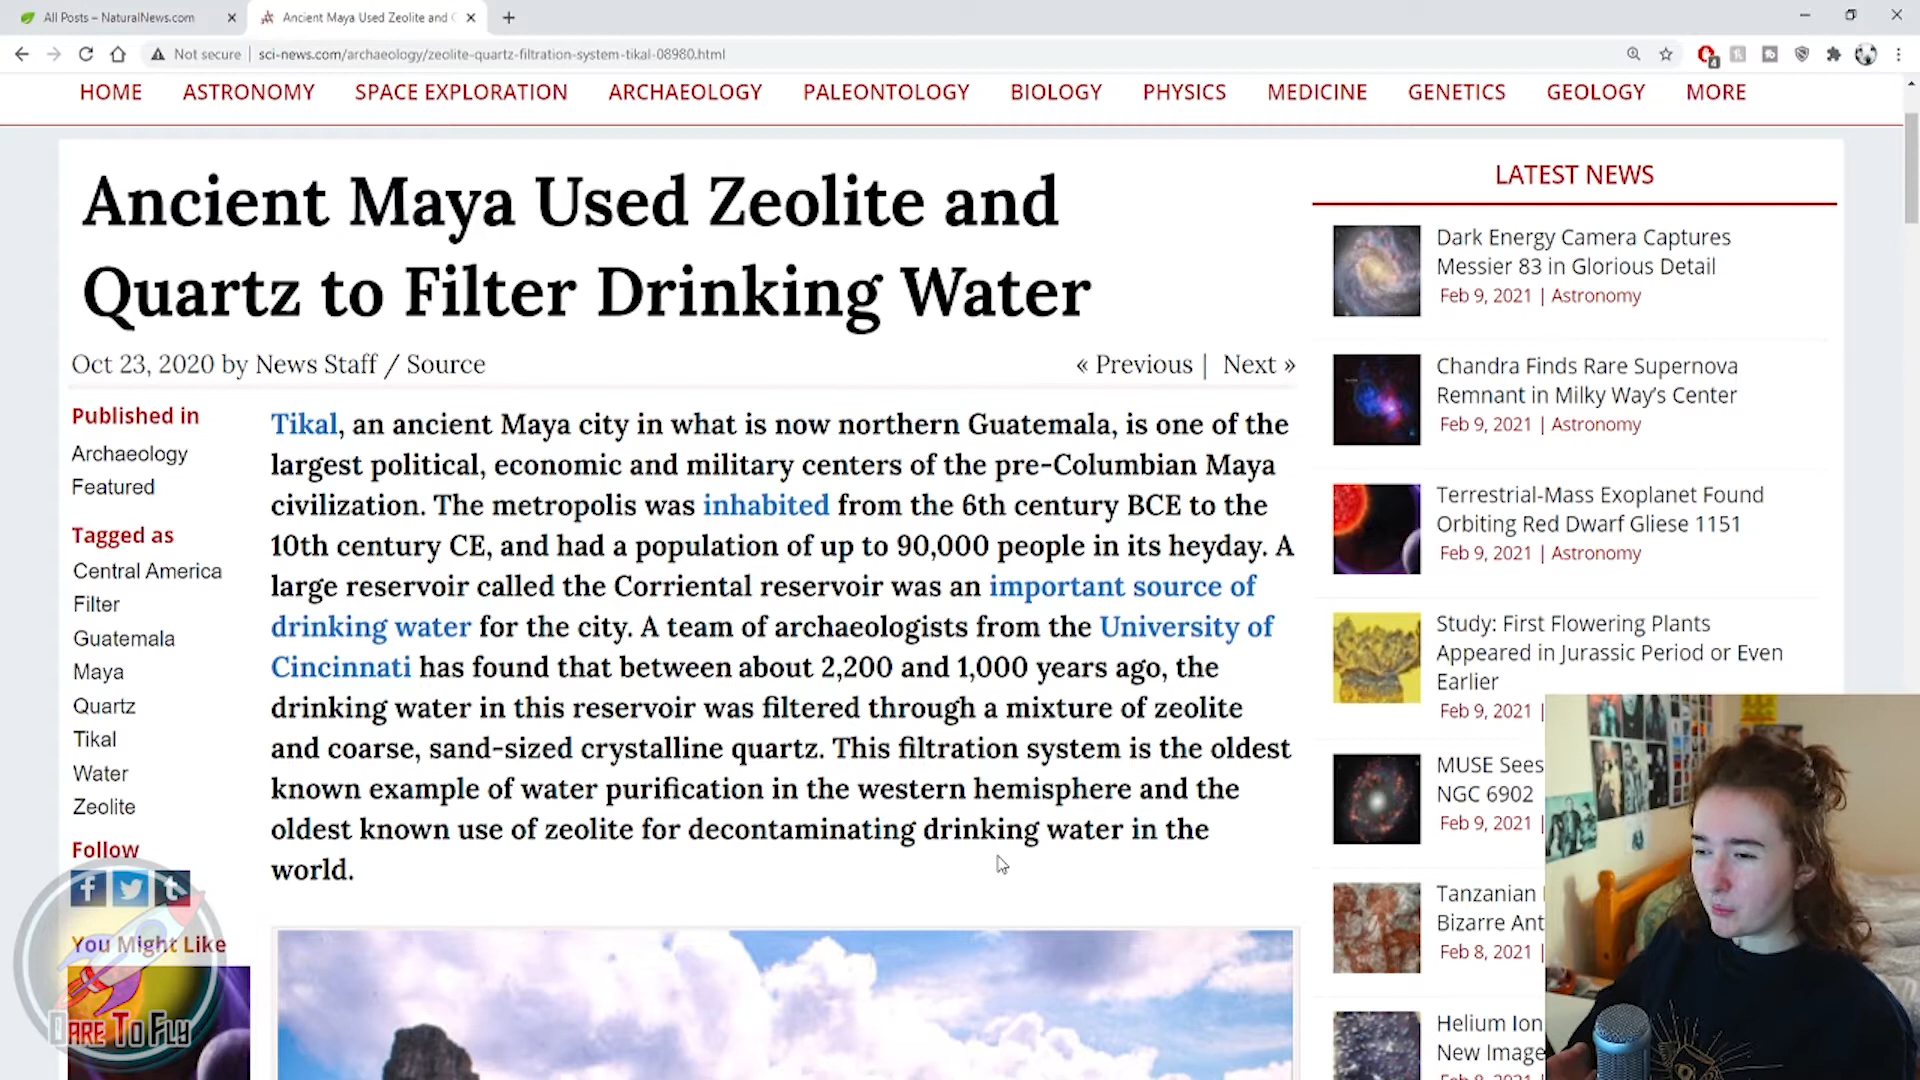 All Posts – NaturalNews.com
Ancient Maya Used Zeolite and
Not secure
sci-news.com/archaeology/zeolite-quartz-filtration-system-tikal-08980.html
4
HOME ASTRONOMY SPACE EXPLORATION ARCHAEOLOGY PALEONTOLOGY BIOLOGY PHYSICS MEDICINE GENETICS GEOLOGY MORE
Ancient Maya Used Zeolite and
Quartz to Filter Drinking Water
Oct 23, 2020 by News Staff / Source
« Previous | Next »
Published in
Archaeology
Featured
Tagged as
Central America
Filter
Guatemala
Maya
Quartz
Tikal
Water
Zeolite
Follow
You Might Like
DARE TO FLY
Tikal, an ancient Maya city in what is now northern Guatemala, is one of the
largest political, economic and military centers of the pre-Columbian Maya
civilization. The metropolis was inhabited from the 6th century BCE to the
10th century CE, and had a population of up to 90,000 people in its heyday. A
large reservoir called the Corriental reservoir was an important source of
drinking water for the city. A team of archaeologists from the University of
Cincinnati has found that between about 2,200 and 1,000 years ago, the
drinking water in this reservoir was filtered through a mixture of zeolite
and coarse, sand-sized crystalline quartz. This filtration system is the oldest
known example of water purification in the western hemisphere and the
oldest known use of zeolite for decontaminating drinking water in the
world.
LATEST NEWS
Dark Energy Camera Captures
Messier 83 in Glorious Detail
Feb 9, 2021 | Astronomy
Chandra Finds Rare Supernova
Remnant in Milky Way's Center
Feb 9, 2021 | Astronomy
Terrestrial-Mass Exoplanet Found
Orbiting Red Dwarf Gliese 1151
Feb 9, 2021 | Astronomy
Study: First Flowering Plants
Appeared in Jurassic Period or Even
Earlier
Feb 9, 2021 |
MUSE Sees
NGC 6902
Feb 9, 2021 |
Tanzanian
Bizarre Ant
Feb 8, 2021 |
Helium Ion
New Image